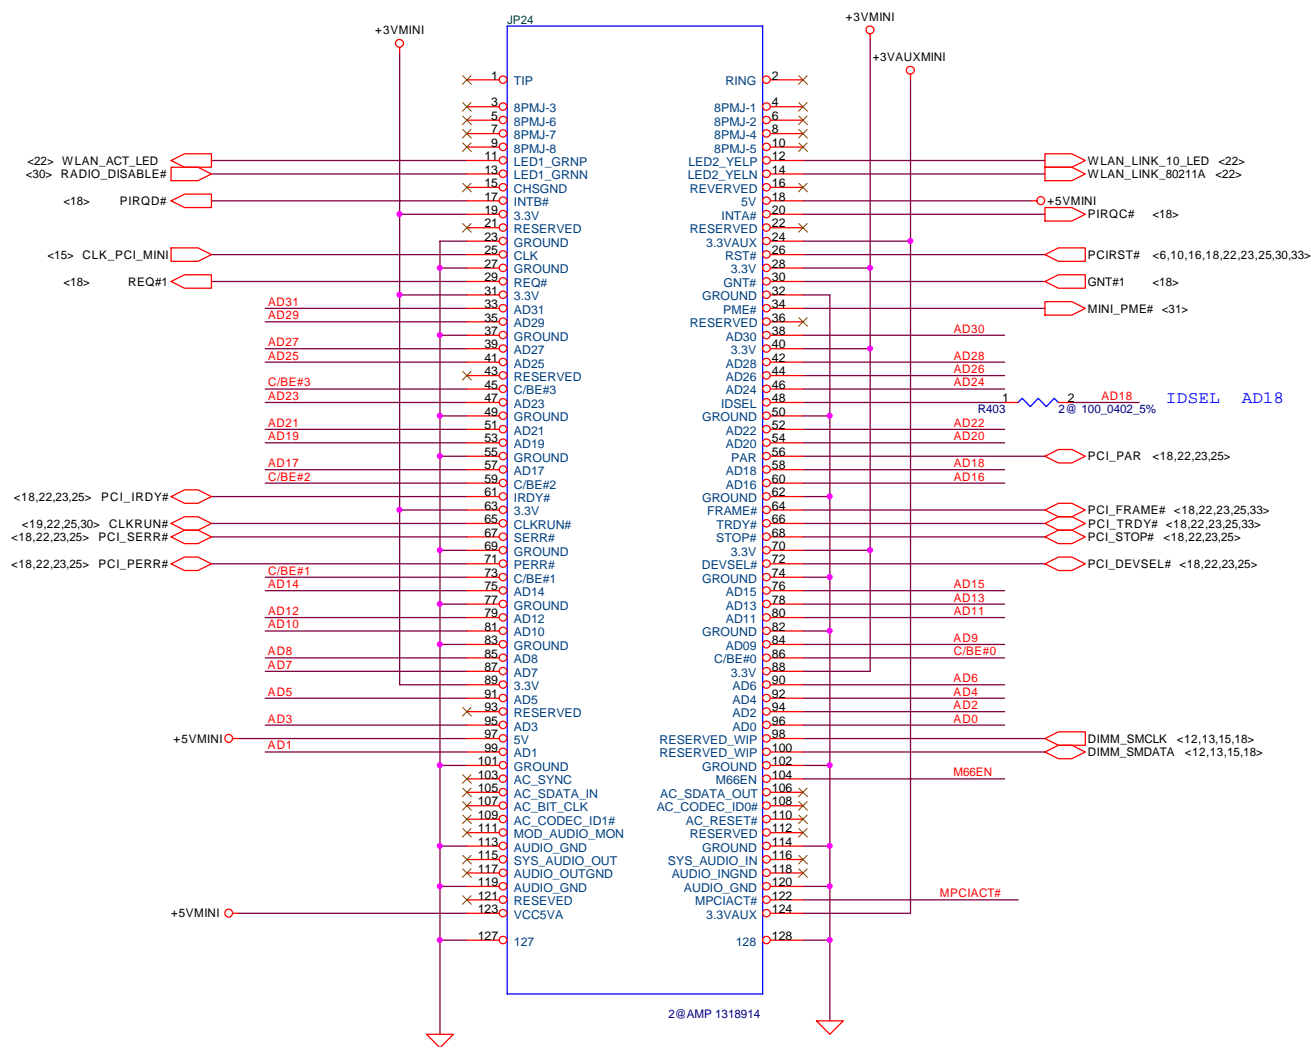 JP24
+3VMINI
+3VMINI
+3VAUXMINI
1 TIP RING 2
3 8PMJ-3 8PMJ-1 4
5 8PMJ-6 8PMJ-2 6
7 8PMJ-7 8PMJ-4 8
9 8PMJ-8 8PMJ-5 10
<22> WLAN_ACT_LED 11 LED1_GRNP LED2_YELP 12 WLAN_LINK_10_LED <22>
<30> RADIO_DISABLE# 13 LED1_GRNN LED2_YELN 14 WLAN_LINK_80211A <22>
15 CHSGND REVERVED 16
<18> PIRQD# 17 INTB# 5V 18 +5VMINI
19 3.3V INTA# 20 PIRQC# <18>
21 RESERVED RESERVED 22
23 GROUND 3.3VAUX 24
<15> CLK_PCI_MINI 25 CLK RST# 26 PCIRST# <6,10,16,18,22,23,25,30,33>
27 GROUND 3.3V 28
<18> REQ#1 29 REQ# GNT# 30 GNT#1 <18>
31 3.3V GROUND 32
AD31 33 AD31 PME# 34 MINI_PME# <31>
AD29 35 AD29 RESERVED 36
37 GROUND AD30 38 AD30
AD27 39 AD27 3.3V 40
AD25 41 AD25 AD28 42 AD28
43 RESERVED AD26 44 AD26
C/BE#3 45 C/BE#3 AD24 46 AD24
AD23 47 AD23 IDSEL 48 1 2 AD18 IDSEL AD18
R403 2@ 100_0402_5%
49 GROUND GROUND 50
AD21 51 AD21 AD22 52 AD22
AD19 53 AD19 AD20 54 AD20
55 GROUND PAR 56 PCI_PAR <18,22,23,25>
AD17 57 AD17 AD18 58 AD18
C/BE#2 59 C/BE#2 AD16 60 AD16
<18,22,23,25> PCI_IRDY# 61 IRDY# GROUND 62
63 3.3V FRAME# 64 PCI_FRAME# <18,22,23,25,33>
<19,22,25,30> CLKRUN# 65 CLKRUN# TRDY# 66 PCI_TRDY# <18,22,23,25,33>
<18,22,23,25> PCI_SERR# 67 SERR# STOP# 68 PCI_STOP# <18,22,23,25>
69 GROUND 3.3V 70
<18,22,23,25> PCI_PERR# 71 PERR# DEVSEL# 72 PCI_DEVSEL# <18,22,23,25>
C/BE#1 73 C/BE#1 GROUND 74
AD14 75 AD14 AD15 76 AD15
77 GROUND AD13 78 AD13
AD12 79 AD12 AD11 80 AD11
AD10 81 AD10 GROUND 82
83 GROUND AD09 84 AD9
AD8 85 AD8 C/BE#0 86 C/BE#0
AD7 87 AD7 3.3V 88
89 3.3V AD6 90 AD6
AD5 91 AD5 AD4 92 AD4
93 RESERVED AD2 94 AD2
AD3 95 AD3 AD0 96 AD0
+5VMINI 97 5V RESERVED_WIP 98 DIMM_SMCLK <12,13,15,18>
AD1 99 AD1 RESERVED_WIP 100 DIMM_SMDATA <12,13,15,18>
101 GROUND GROUND 102
103 AC_SYNC M66EN 104 M66EN
105 AC_SDATA_IN AC_SDATA_OUT 106
107 AC_BIT_CLK AC_CODEC_ID0# 108
109 AC_CODEC_ID1# AC_RESET# 110
111 MOD_AUDIO_MON RESERVED 112
113 AUDIO_GND GROUND 114
115 SYS_AUDIO_OUT SYS_AUDIO_IN 116
117 AUDIO_OUTGND AUDIO_INGND 118
119 AUDIO_GND AUDIO_GND 120
121 RESEVED MPCIACT# 122 MPCIACT#
+5VMINI 123 VCC5VA 3.3VAUX 124
127 127 128 128
2@AMP 1318914